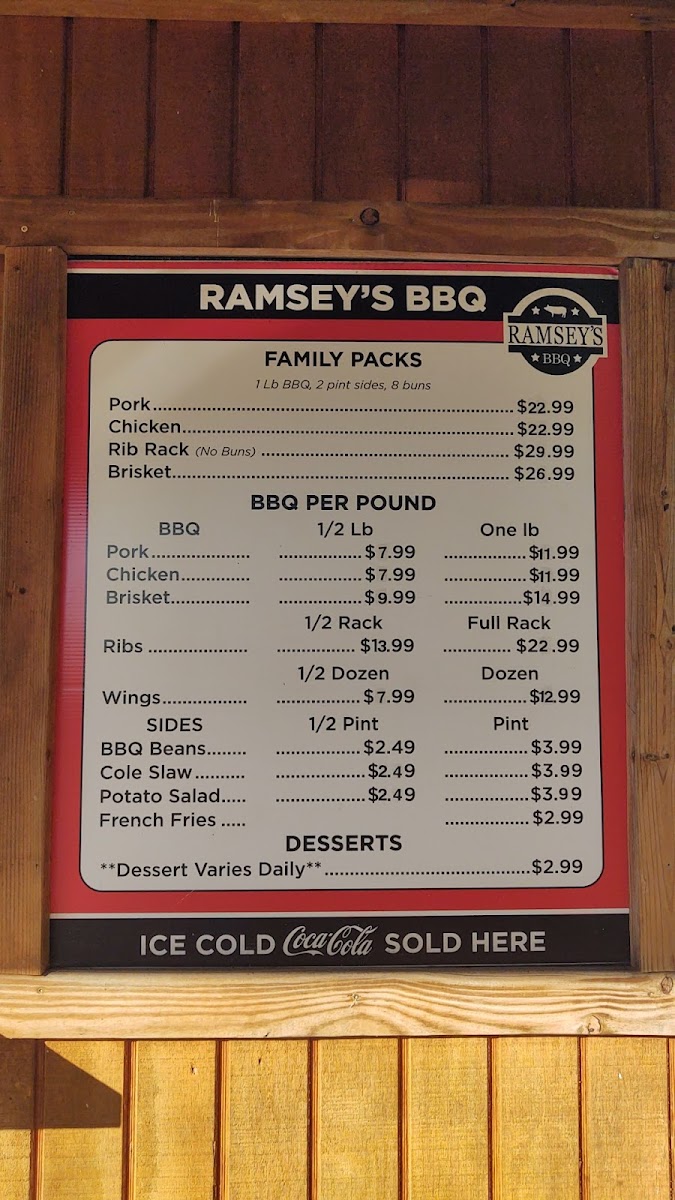 RAMSEY'S BBQ
RAMSEY'S
BBQ
FAMILY PACKS
1 Lb BBQ, 2 pint sides, 8 buns
Pork........................................ $22.99
Chicken........................................ $22.99
Rib Rack (No Buns) ........................................ $29.99
Brisket........................................ $26.99
BBQ PER POUND
BBQ 1/2 Lb One lb
Pork.................... ................$7.99 ................$11.99
Chicken.............. ................$7.99 ................$11.99
Brisket................ ................$9.99 ...............$14.99
1/2 Rack Full Rack
Ribs .................... ............... $13.99 ............. $22.99
1/2 Dozen Dozen
Wings................. ................$7.99 ................$12.99
SIDES 1/2 Pint Pint
BBQ Beans........ ................$2.49 ................$3.99
Cole Slaw .......... ................$2.49 ................$3.99
Potato Salad..... ................$2.49 ................$3.99
French Fries ..... ................$2.99
DESSERTS
**Dessert Varies Daily**........................................$2.99
ICE COLD Coca-Cola SOLD HERE